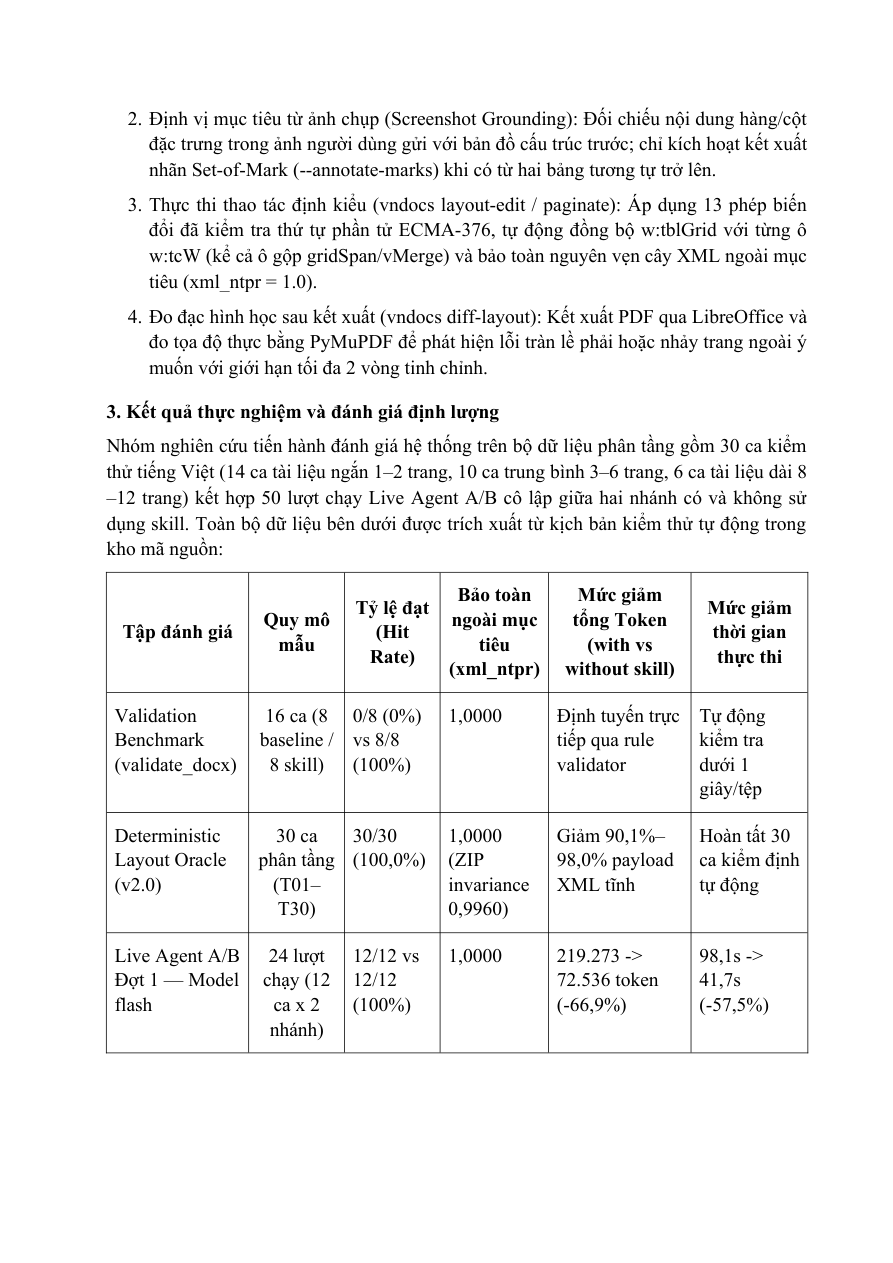 2. Định vị mục tiêu từ ảnh chụp (Screenshot Grounding): Đối chiếu nội dung hàng/cột
đặc trưng trong ảnh người dùng gửi với bản đồ cấu trúc trước; chỉ kích hoạt kết xuất
nhãn Set-of-Mark (--annotate-marks) khi có từ hai bảng tương tự trở lên.
3. Thực thi thao tác định kiểu (vndocs layout-edit / paginate): Áp dụng 13 phép biến
đổi đã kiểm tra thứ tự phần tử ECMA-376, tự động đồng bộ w:tblGrid với từng ô
w:tcW (kể cả ô gộp gridSpan/vMerge) và bảo toàn nguyên vẹn cây XML ngoài mục
tiêu (xml_ntpr = 1.0).
4. Đo đạc hình học sau kết xuất (vndocs diff-layout): Kết xuất PDF qua LibreOffice và
đo tọa độ thực bằng PyMuPDF để phát hiện lỗi tràn lề phải hoặc nhảy trang ngoài ý
muốn với giới hạn tối đa 2 vòng tinh chỉnh.
3. Kết quả thực nghiệm và đánh giá định lượng
Nhóm nghiên cứu tiến hành đánh giá hệ thống trên bộ dữ liệu phân tầng gồm 30 ca kiểm
thử tiếng Việt (14 ca tài liệu ngắn 1–2 trang, 10 ca trung bình 3–6 trang, 6 ca tài liệu dài 8
–12 trang) kết hợp 50 lượt chạy Live Agent A/B cô lập giữa hai nhánh có và không sử
dụng skill. Toàn bộ dữ liệu bên dưới được trích xuất từ kịch bản kiểm thử tự động trong
kho mã nguồn:
Tập đánh giá
Quy mô
mẫu
Tỷ lệ đạt
(Hit
Rate)
Bảo toàn
ngoài mục
tiêu
(xml_ntpr)
Mức giảm
tổng Token
(with vs
without skill)
Mức giảm
thời gian
thực thi
Validation
Benchmark
(validate_docx)
16 ca (8
baseline /
8 skill)
0/8 (0%)
vs 8/8
(100%)
1,0000
Định tuyến trực
tiếp qua rule
validator
Tự động
kiểm tra
dưới 1
giây/tệp
Deterministic
Layout Oracle
(v2.0)
30 ca
phân tầng
(T01–
T30)
30/30
(100,0%)
1,0000
(ZIP
invariance
0,9960)
Giảm 90,1%–
98,0% payload
XML tĩnh
Hoàn tất 30
ca kiểm định
tự động
Live Agent A/B
Đợt 1 — Model
flash
24 lượt
chạy (12
ca x 2
nhánh)
12/12 vs
12/12
(100%)
1,0000
219.273 ->
72.536 token
(-66,9%)
98,1s ->
41,7s
(-57,5%)